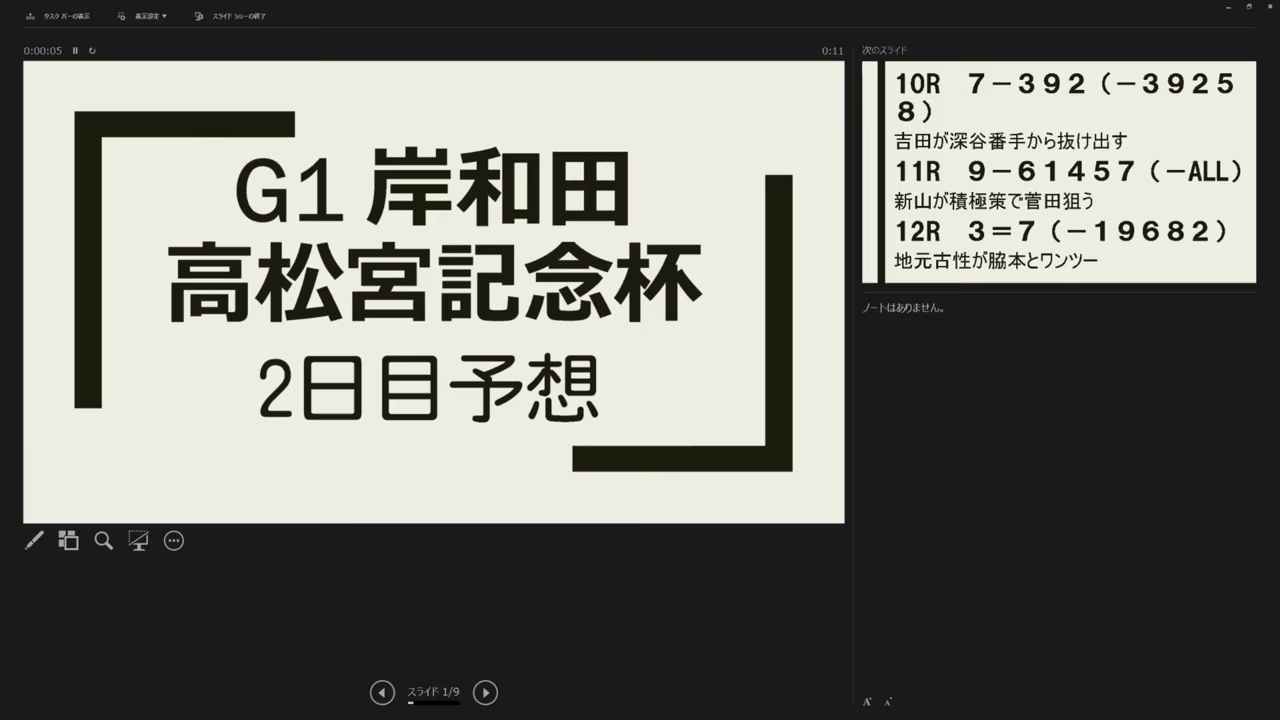 タスク バーの表示
表示設定 ▼
スライド ショーの終了
0:00:05
0:11
次のスライド
G1 岸和田
高松宮記念杯
2日目予想
10R　７－３９２（－３９２５
８）
吉田が深谷番手から抜け出す
11R　９－６１４５７（－ALL）
新山が積極策で菅田狙う
12R　３＝７（－１９６８２）
地元古性が脇本とワンツー
ノートはありません。
スライド 1/9